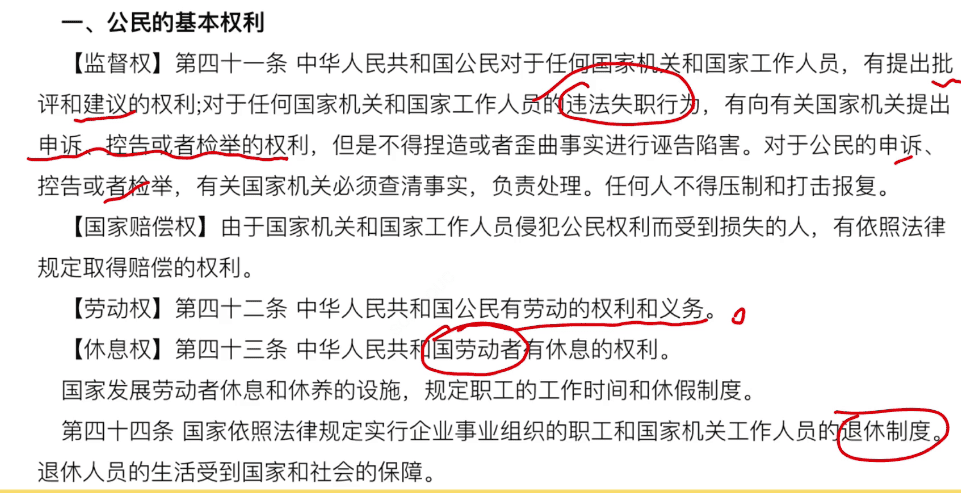 一、公民的基本权利
【监督权】第四十一条 中华人民共和国公民对于任何国家机关和国家工作人员，有提出批
评和建议的权利;对于任何国家机关和国家工作人员的违法失职行为，有向有关国家机关提出
申诉、控告或者检举的权利，但是不得捏造或者歪曲事实进行诬告陷害。对于公民的申诉、
控告或者检举，有关国家机关必须查清事实，负责处理。任何人不得压制和打击报复。
【国家赔偿权】由于国家机关和国家工作人员侵犯公民权利而受到损失的人，有依照法律
规定取得赔偿的权利。
【劳动权】第四十二条 中华人民共和国公民有劳动的权利和义务。
【休息权】第四十三条 中华人民共和国劳动者有休息的权利。
国家发展劳动者休息和休养的设施，规定职工的工作时间和休假制度。
第四十四条 国家依照法律规定实行企业事业组织的职工和国家机关工作人员的退休制度。
退休人员的生活受到国家和社会的保障。